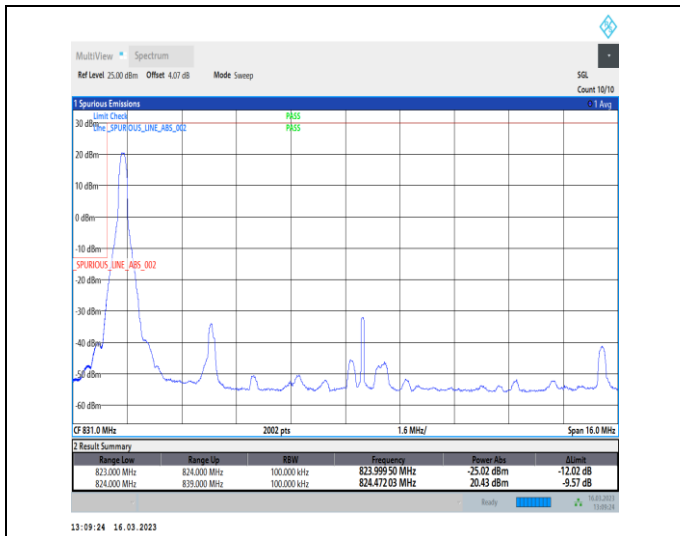 MultiView Spectrum
Ref Level 25.00 dBm Offset 4.07 dB Mode Sweep SGL
Count 10/10
1 Spurious Emissions 1 Avg
Limit Check PASS
30 dBm
Line _SPURIOUS_LINE_ABS_002 PASS
20 dBm
10 dBm
0 dBm
-10 dBm
_SPURIOUS_LINE_ABS_002
-20 dBm
-30 dBm
-40 dBm
-50 dBm
-60 dBm
CF 831.0 MHz 2002 pts 1.6 MHz/ Span 16.0 MHz
2 Result Summary
Range Low Range Up RBW Frequency Power Abs ΔLimit
823.000 MHz 824.000 MHz 100.000 kHz 823.99950 MHz -25.02 dBm -12.02 dB
824.000 MHz 839.000 MHz 100.000 kHz 824.47203 MHz 20.43 dBm -9.57 dB
Ready 16.03.2023
13:09:24
13:09:24 16.03.2023